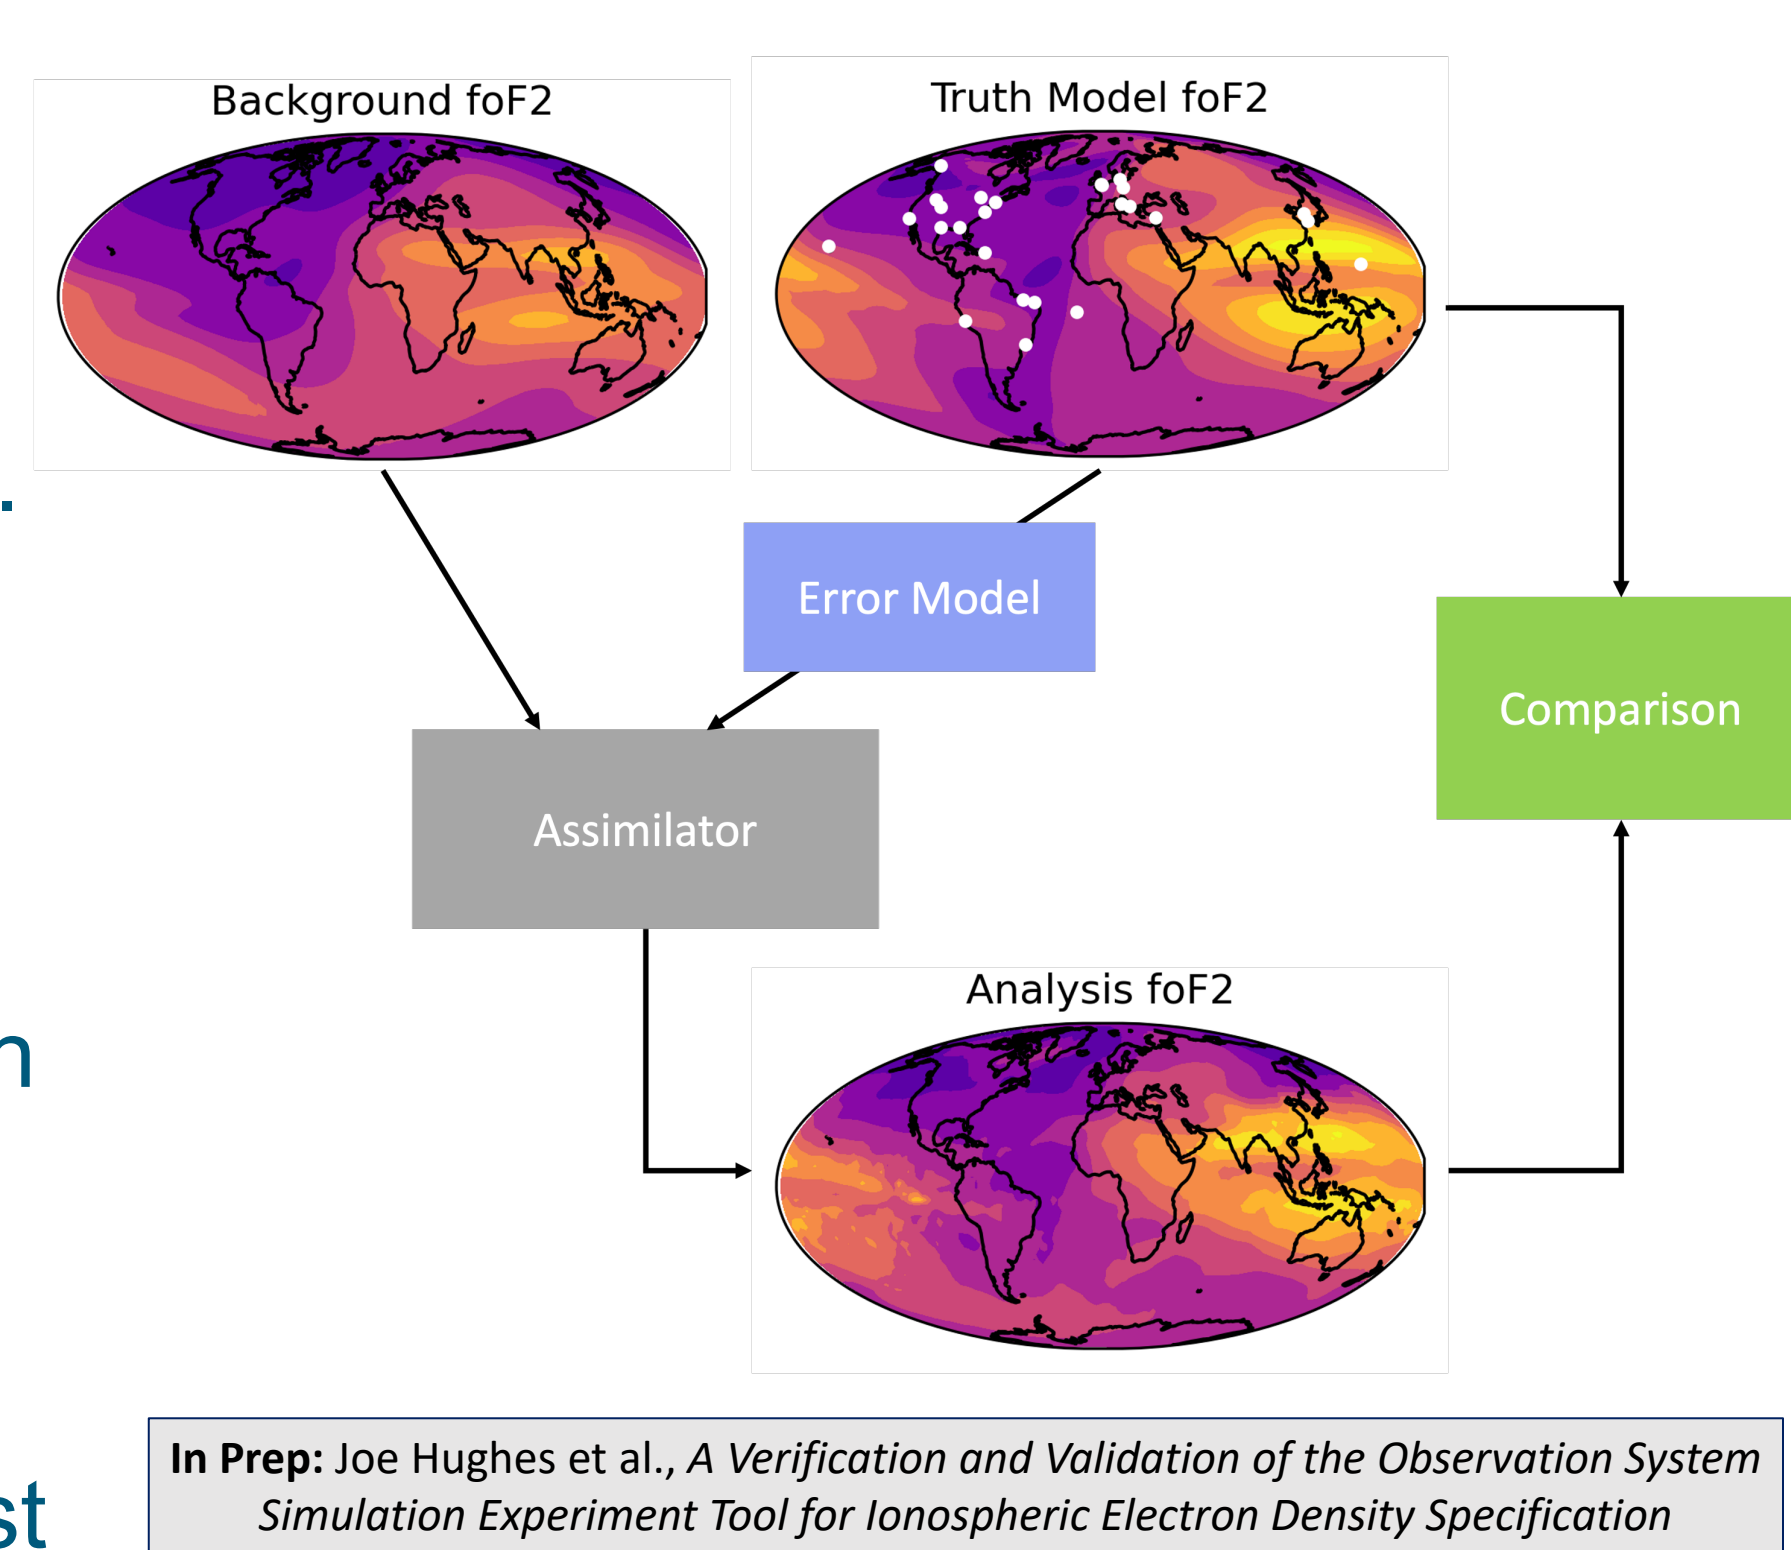 Background foF2
Truth Model foF2
.
Error Model
Comparison
Assimilator
Analysis foF2
n
In Prep: Joe Hughes et al., A Verification and Validation of the Observation System
Simulation Experiment Tool for Ionospheric Electron Density Specification
st